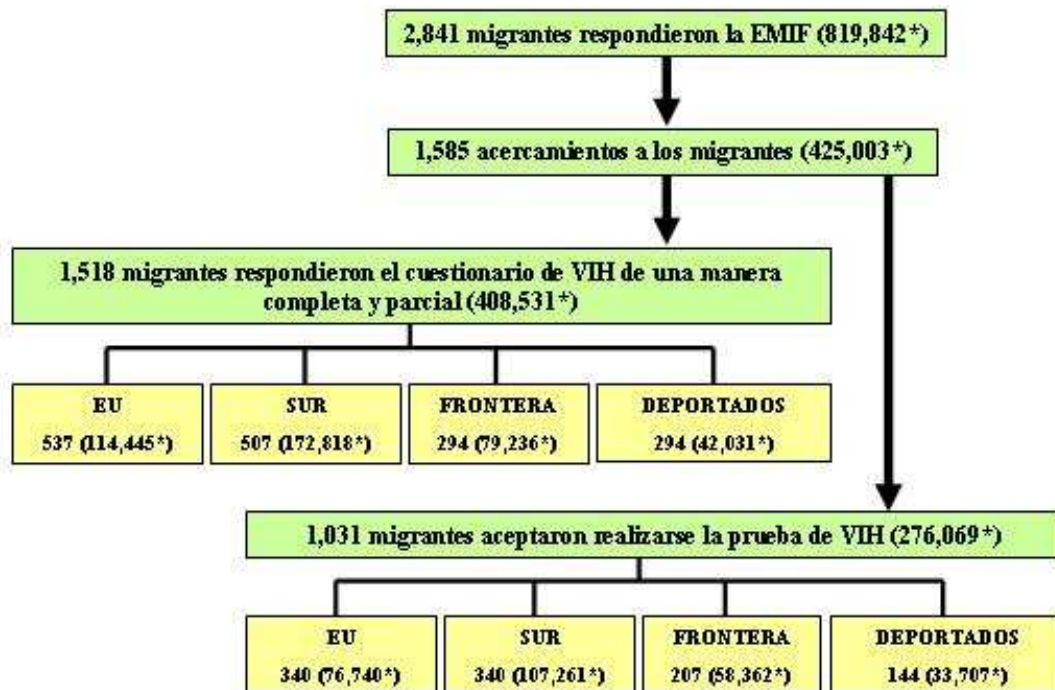 2,841 migrantes respondieron la EMIF (819,842*)
1,585 acercamientos a los migrantes (425,003*)
1,518 migrantes respondieron el cuestionario de VIH de una manera
completa y parcial (408,531*)
EU
537 (114,445*)
SUR
507 (172,818*)
FRONTERA
294 (79,236*)
DEPORTADOS
294 (42,031*)
1,031 migrantes aceptaron realizarse la prueba de VIH (276,069*)
EU
340 (76,740*)
SUR
340 (107,261*)
FRONTERA
207 (58,362*)
DEPORTADOS
144 (33,707*)